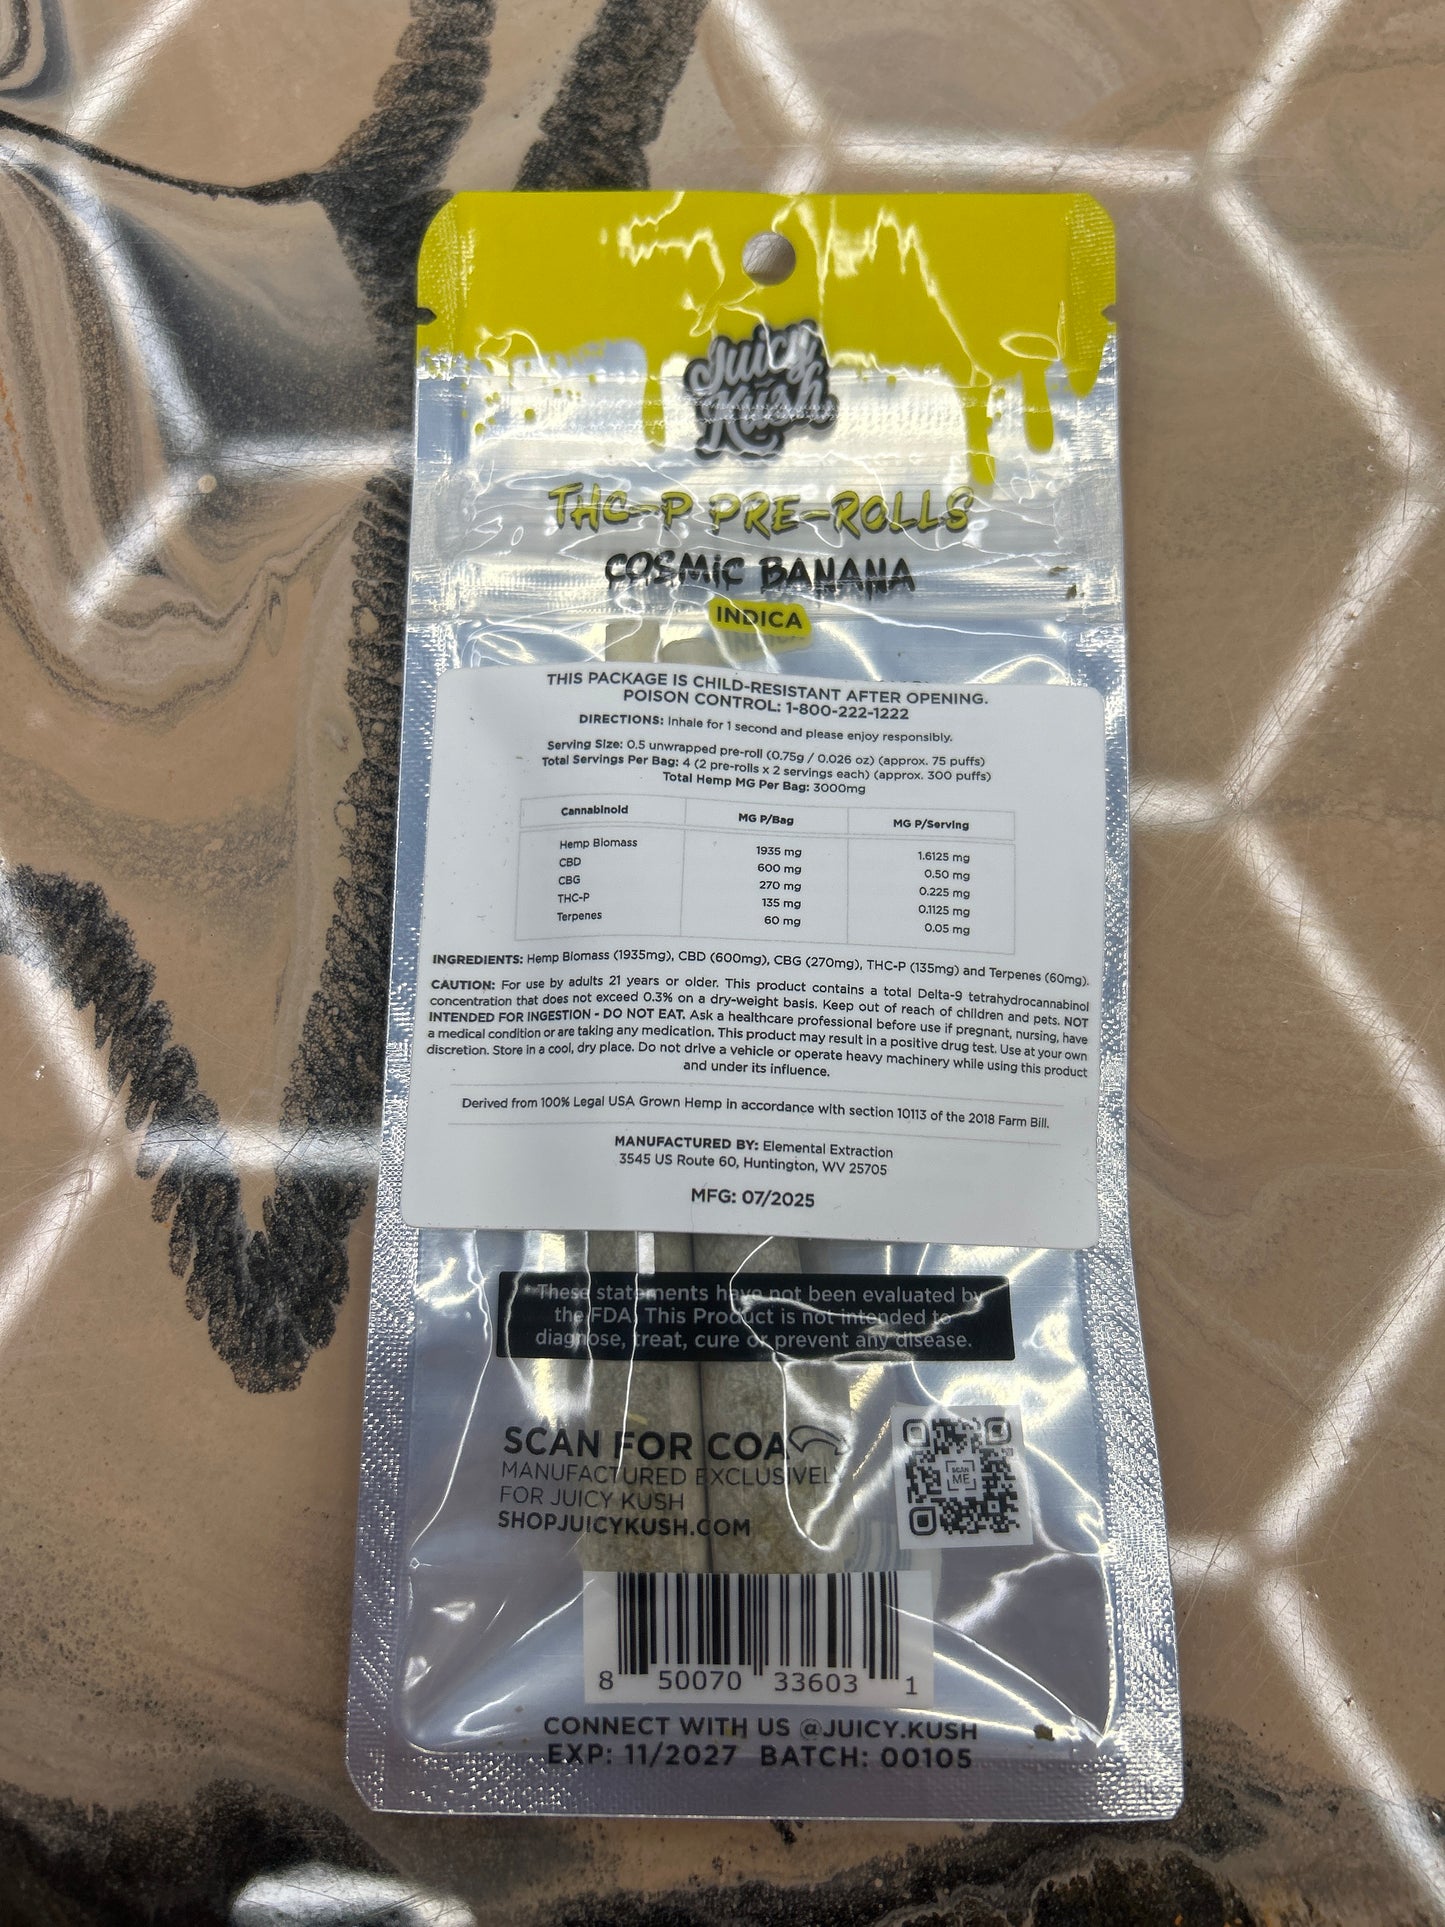 Juicy
Kush
THC-P PRE-ROLLS
COSMIC BANANA
INDICA
THIS PACKAGE IS CHILD-RESISTANT AFTER OPENING.
POISON CONTROL: 1-800-222-1222
DIRECTIONS: Inhale for 1 second and please enjoy responsibly.
Serving Size: 0.5 unwrapped pre-roll (0.75g / 0.026 oz) (approx. 75 puffs)
Total Servings Per Bag: 4 (2 pre-rolls x 2 servings each) (approx. 300 puffs)
Total Hemp MG Per Bag: 3000mg
Cannabinoid MG P/Bag MG P/Serving
Hemp Biomass 1935 mg 1.6125 mg
CBD 600 mg 0.50 mg
CBG 270 mg 0.225 mg
THC-P 135 mg 0.1125 mg
Terpenes 60 mg 0.05 mg
INGREDIENTS: Hemp Biomass (1935mg), CBD (600mg), CBG (270mg), THC-P (135mg) and Terpenes (60mg).
CAUTION: For use by adults 21 years or older. This product contains a total Delta-9 tetrahydrocannabinol
concentration that does not exceed 0.3% on a dry-weight basis. Keep out of reach of children and pets. NOT
INTENDED FOR INGESTION - DO NOT EAT. Ask a healthcare professional before use if pregnant, nursing, have
a medical condition or are taking any medication. This product may result in a positive drug test. Use at your own
discretion. Store in a cool, dry place. Do not drive a vehicle or operate heavy machinery while using this product
and under its influence.
Derived from 100% Legal USA Grown Hemp in accordance with section 10113 of the 2018 Farm Bill.
MANUFACTURED BY: Elemental Extraction
3545 US Route 60, Huntington, WV 25705
MFG: 07/2025
* These statements have not been evaluated by
the FDA. This Product is not intended to
diagnose, treat, cure or prevent any disease.
SCAN FOR COA
MANUFACTURED EXCLUSIVELY
FOR JUICY KUSH
SHOPJUICYKUSH.COM
SCAN
ME
8 50070 33603 1
CONNECT WITH US @JUICY.KUSH
EXP: 11/2027 BATCH: 00105